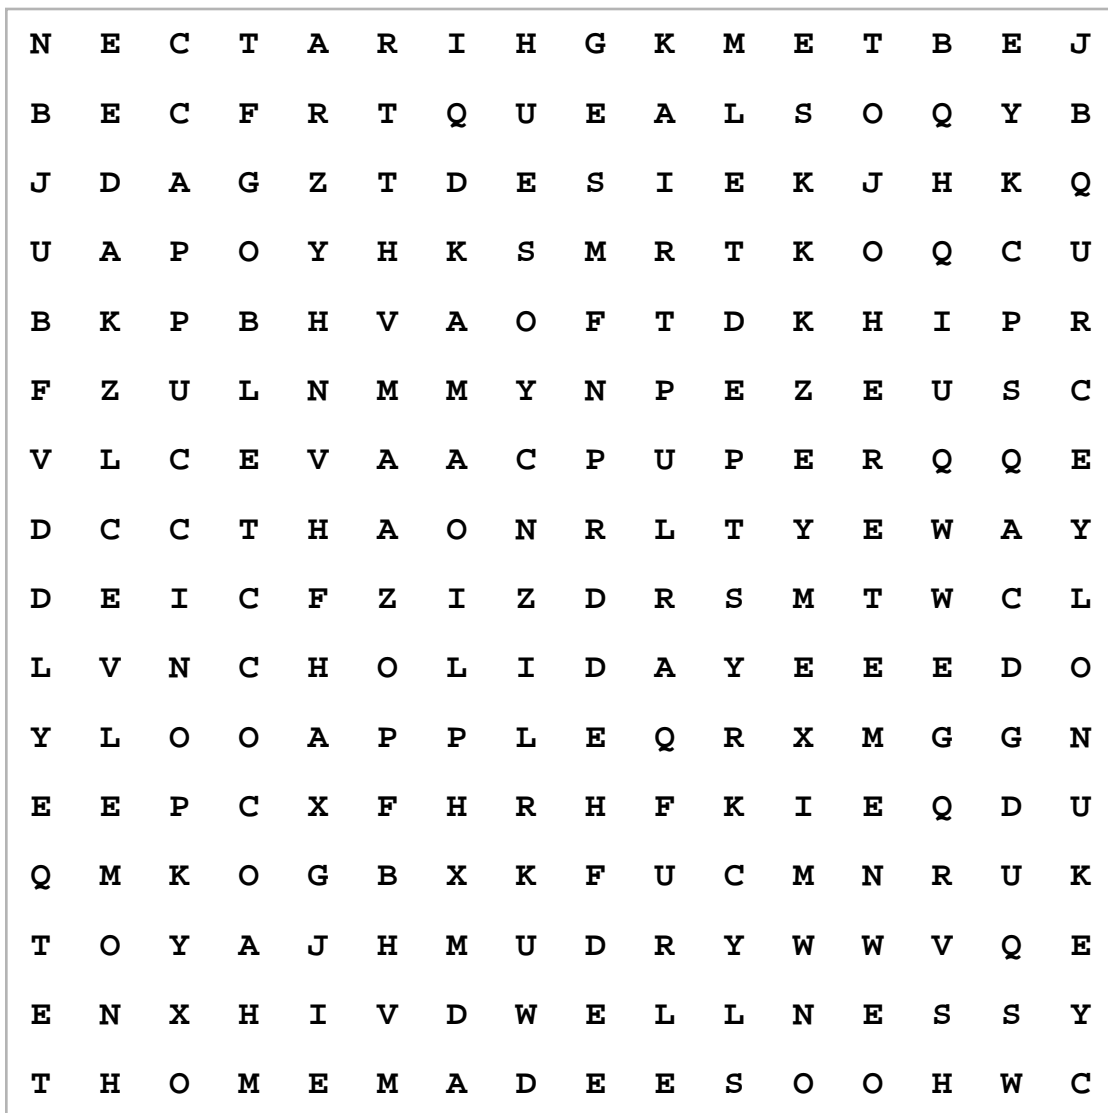 N E C T A R I H G K M E T B E J
B E C F R T Q U E A L S O Q Y B
J D A G Z T D E S I E K J H K Q
U A P O Y H K S M R T K O Q C U
B K P B H V A O F T D K H I P R
F Z U L N M M Y N P E Z E U S C
V L C E V A A C P U P E R Q Q E
D C C T H A O N R L T Y E W A Y
D E I C F Z I Z D R S M T W C L
L V N C H O L I D A Y E E E D O
Y L O O A P P L E Q R X M G G N
E E P C X F H R H F K I E Q D U
Q M K O G B X K F U C M N R U K
T O Y A J H M U D R Y W W V Q E
E N X H I V D W E L L N E S S Y
T H O M E M A D E E S O O H W C